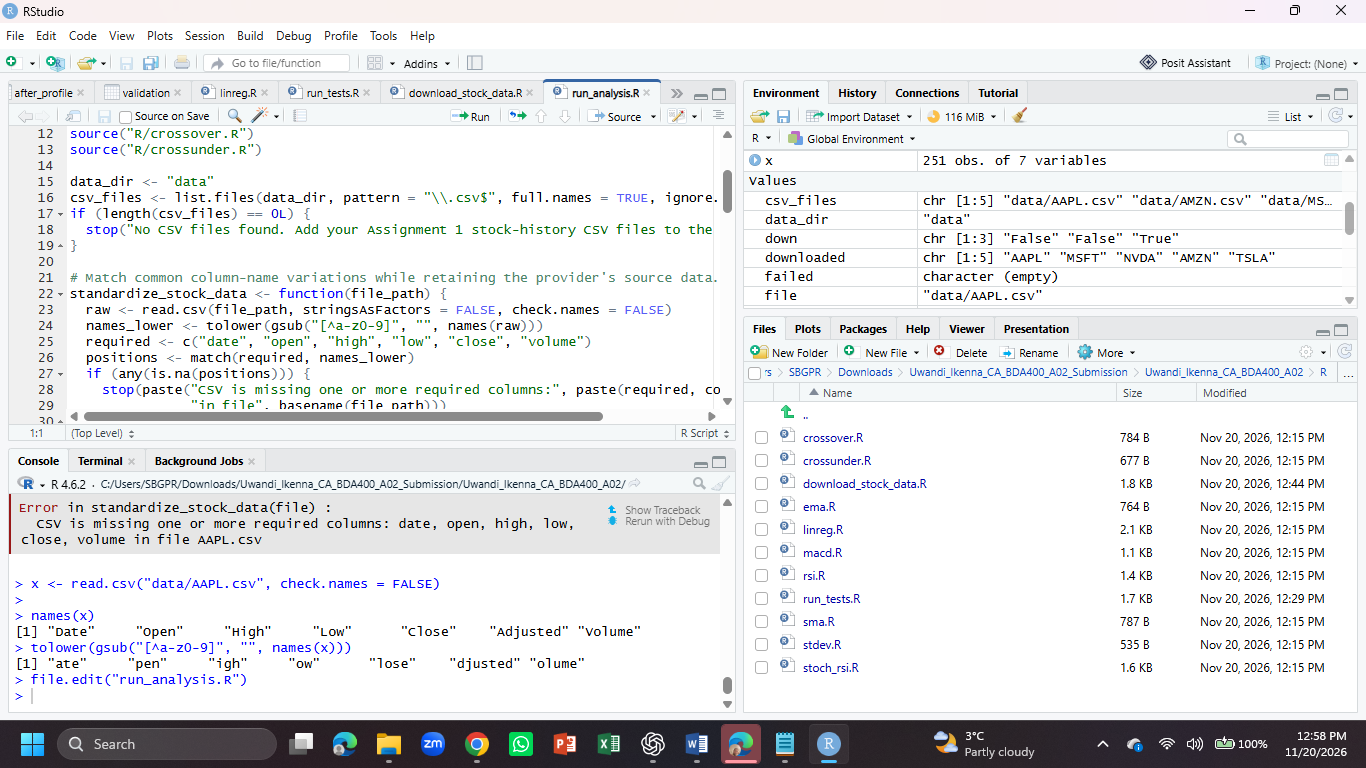 RStudio
File Edit Code View Plots Session Build Debug Profile Tools Help
Go to file/function Addins Posit Assistant Project: (None)
after_profile validation linreg.R run_tests.R download_stock_data.R run_analysis.R
Source on Save Run Source
12 source("R/crossover.R")
13 source("R/crossunder.R")
14
15 data_dir <- "data"
16 csv_files <- list.files(data_dir, pattern = "\\.csv$", full.names = TRUE, ignore.
17 if (length(csv_files) == 0L) {
18 stop("No CSV files found. Add your Assignment 1 stock-history CSV files to the
19 }
20
21 # Match common column-name variations while retaining the provider's source data.
22 standardize_stock_data <- function(file_path) {
23 raw <- read.csv(file_path, stringsAsFactors = FALSE, check.names = FALSE)
24 names_lower <- tolower(gsub("[^a-z0-9]", "", names(raw)))
25 required <- c("date", "open", "high", "low", "close", "volume")
26 positions <- match(required, names_lower)
27 if (any(is.na(positions))) {
28 stop(paste("CSV is missing one or more required columns:", paste(required, co
29 "in file", basename(file_path)))
30
1:1 (Top Level) R Script
Console Terminal Background Jobs
R 4.6.2 · C:/Users/SBGPR/Downloads/Uwandi_Ikenna_CA_BDA400_A02_Submission/Uwandi_Ikenna_CA_BDA400_A02/
Error in standardize_stock_data(file) :
CSV is missing one or more required columns: date, open, high, low,
close, volume in file AAPL.csv
Show Traceback
Rerun with Debug
> x <- read.csv("data/AAPL.csv", check.names = FALSE)
>
> names(x)
[1] "Date" "Open" "High" "Low" "Close" "Adjusted" "Volume"
> tolower(gsub("[^a-z0-9]", "", names(x)))
[1] "ate" "pen" "igh" "ow" "lose" "djusted" "olume"
> file.edit("run_analysis.R")
>
Environment History Connections Tutorial
Import Dataset 116 MiB List
R Global Environment
x 251 obs. of 7 variables
Values
csv_files chr [1:5] "data/AAPL.csv" "data/AMZN.csv" "data/MS…
data_dir "data"
down chr [1:3] "False" "False" "True"
downloaded chr [1:5] "AAPL" "MSFT" "NVDA" "AMZN" "TSLA"
failed character (empty)
file "data/AAPL.csv"
Files Plots Packages Help Viewer Presentation
New Folder New File Delete Rename More
rs SBGPR Downloads Uwandi_Ikenna_CA_BDA400_A02_Submission Uwandi_Ikenna_CA_BDA400_A02 R ...
Name Size Modified
..
crossover.R 784 B Nov 20, 2026, 12:15 PM
crossunder.R 677 B Nov 20, 2026, 12:15 PM
download_stock_data.R 1.8 KB Nov 20, 2026, 12:44 PM
ema.R 764 B Nov 20, 2026, 12:15 PM
linreg.R 2.1 KB Nov 20, 2026, 12:15 PM
macd.R 1.1 KB Nov 20, 2026, 12:15 PM
rsi.R 1.4 KB Nov 20, 2026, 12:15 PM
run_tests.R 1.7 KB Nov 20, 2026, 12:29 PM
sma.R 787 B Nov 20, 2026, 12:15 PM
stdev.R 535 B Nov 20, 2026, 12:15 PM
stoch_rsi.R 1.6 KB Nov 20, 2026, 12:15 PM
Search
zm
3°C
Partly cloudy
100%
12:58 PM
11/20/2026